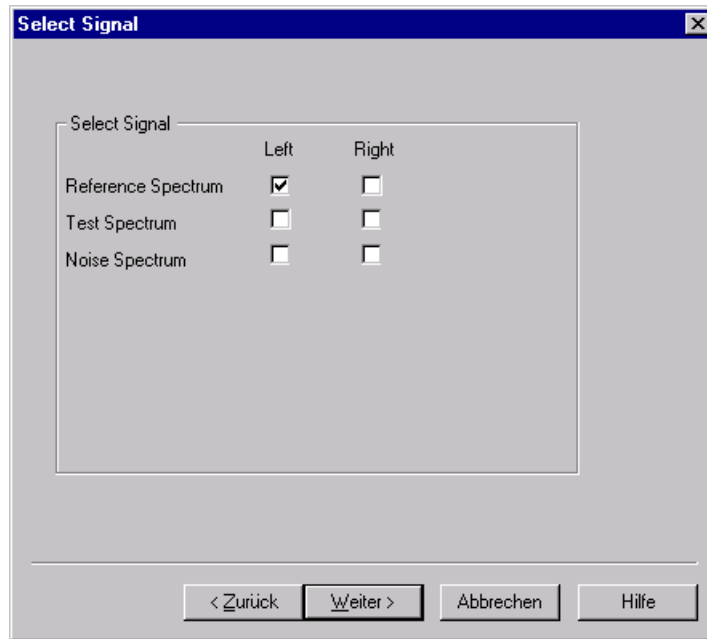 Select Signal
Select Signal
Left Right
Reference Spectrum
Test Spectrum
Noise Spectrum
< Zurück Weiter > Abbrechen Hilfe